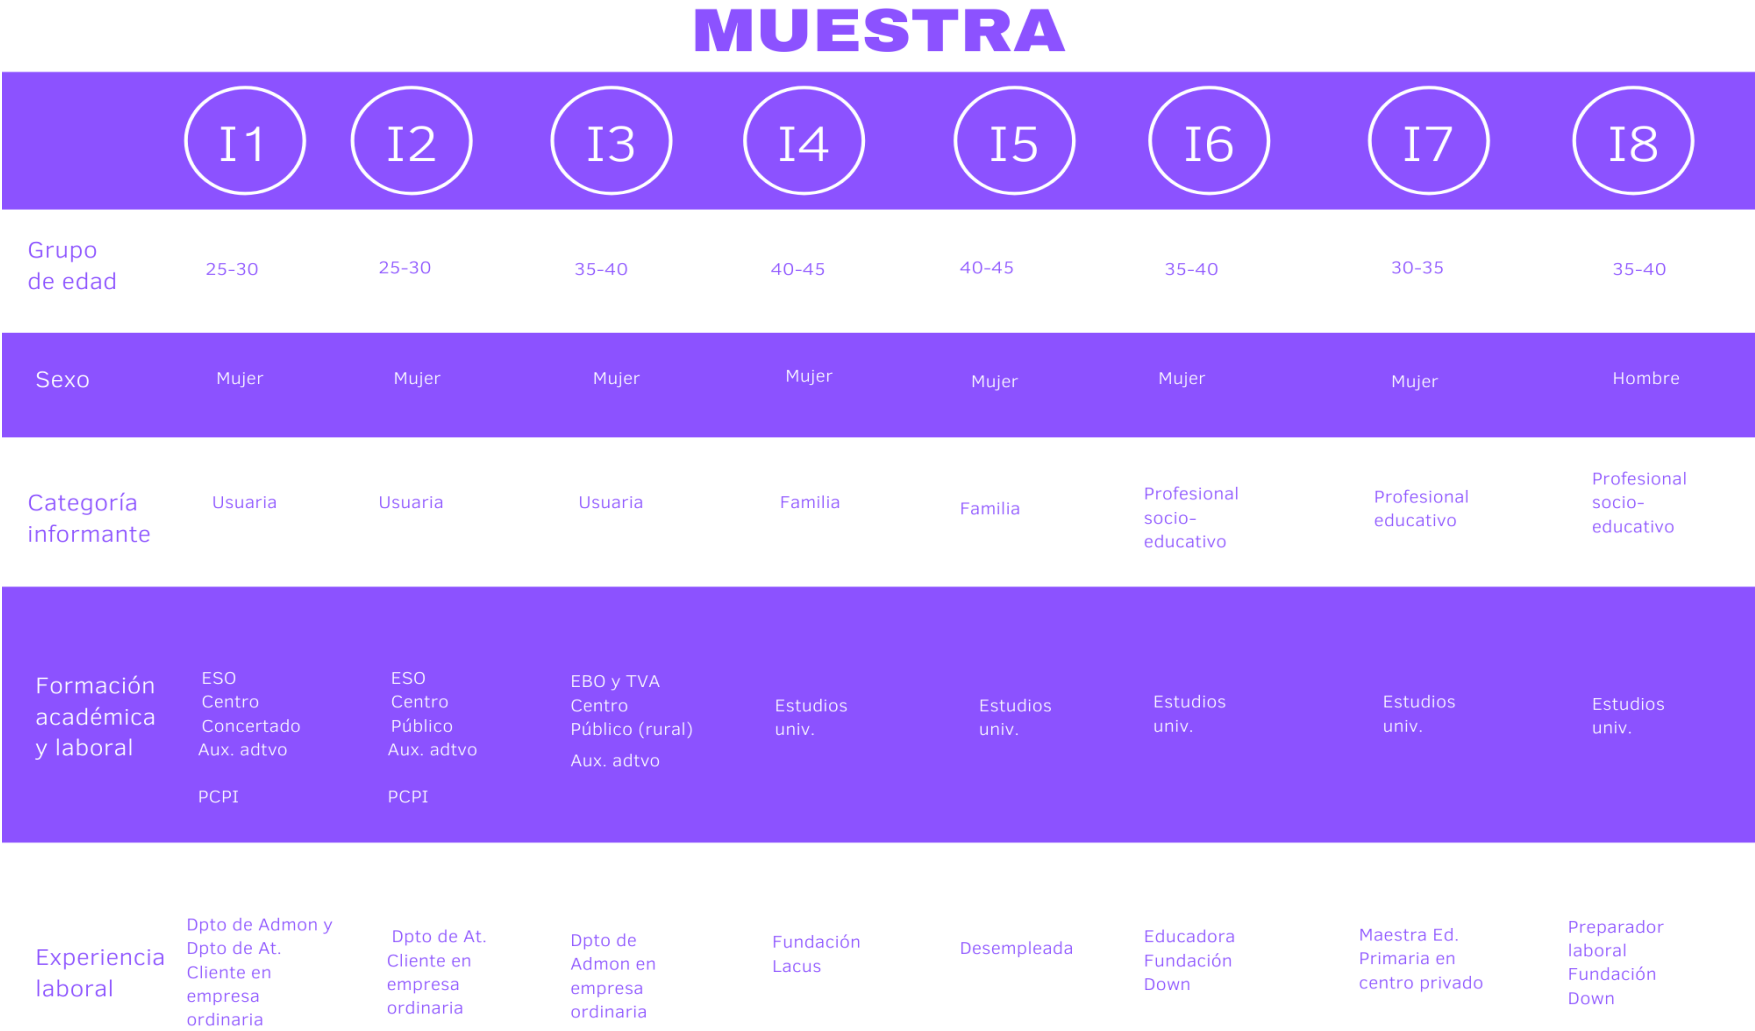 MUESTRA
I1 I2 I3 I4 I5 I6 I7 I8
Grupo
de edad
25-30 25-30 35-40 40-45 40-45 35-40 30-35 35-40
Sexo Mujer Mujer Mujer Mujer Mujer Mujer Mujer Hombre
Categoría
informante
Usuaria
Usuaria
Usuaria
Familia
Familia
Profesional
socio-
educativo
Profesional
educativo
Profesional
socio-
educativo
Formación
académica
y laboral
ESO
Centro
Concertado
Aux. adtvo
PCPI
ESO
Centro
Público
Aux. adtvo
PCPI
EBO y TVA
Centro
Público (rural)
Aux. adtvo
Estudios
univ.
Estudios
univ.
Estudios
univ.
Estudios
univ.
Estudios
univ.
Experiencia
laboral
Dpto de Admon y
Dpto de At.
Cliente en
empresa
ordinaria
Dpto de At.
Cliente en
empresa
ordinaria
Dpto de
Admon en
empresa
ordinaria
Fundación
Lacus
Desempleada
Educadora
Fundación
Down
Maestra Ed.
Primaria en
centro privado
Preparador
laboral
Fundación
Down